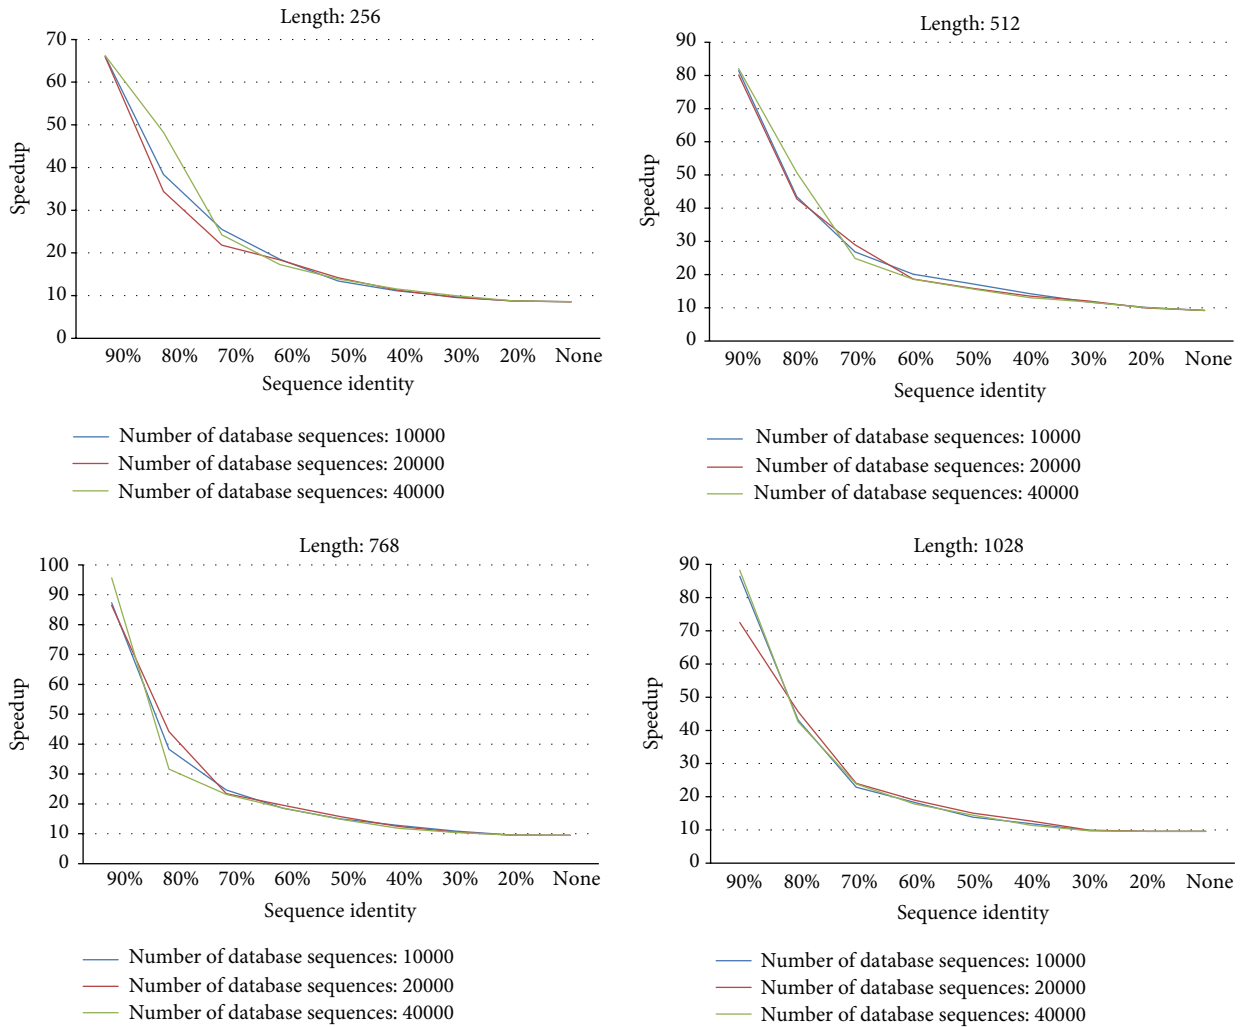 Length: 256
70
60
50
40
30
20
10
0
Speedup
90% 80% 70% 60% 50% 40% 30% 20% None
Sequence identity
Number of database sequences: 10000
Number of database sequences: 20000
Number of database sequences: 40000
Length: 512
90
80
70
60
50
40
30
20
10
0
Speedup
90% 80% 70% 60% 50% 40% 30% 20% None
Sequence identity
Number of database sequences: 10000
Number of database sequences: 20000
Number of database sequences: 40000
Length: 768
100
90
80
70
60
50
40
30
20
10
0
Speedup
90% 80% 70% 60% 50% 40% 30% 20% None
Sequence identity
Number of database sequences: 10000
Number of database sequences: 20000
Number of database sequences: 40000
Length: 1028
90
80
70
60
50
40
30
20
10
0
Speedup
90% 80% 70% 60% 50% 40% 30% 20% None
Sequence identity
Number of database sequences: 10000
Number of database sequences: 20000
Number of database sequences: 40000